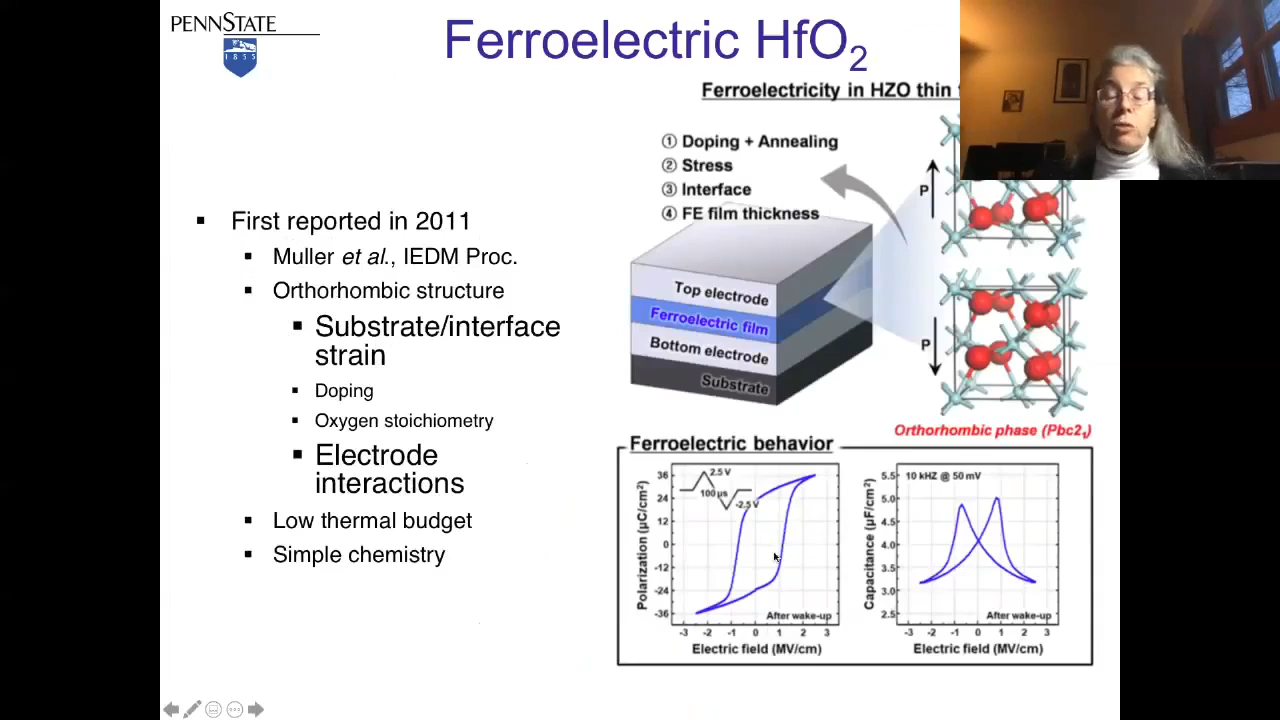 PENNSTATE
1855
Ferroelectric HfO2
Ferroelectricity in HZO thin
▪ First reported in 2011
▪ Muller et al., IEDM Proc.
▪ Orthorhombic structure
▪ Substrate/interface
strain
▪ Doping
▪ Oxygen stoichiometry
▪ Electrode
interactions
▪ Low thermal budget
▪ Simple chemistry
① Doping + Annealing
② Stress
③ Interface
④ FE film thickness
Top electrode
Ferroelectric film
Bottom electrode
Substrate
P
P
Orthorhombic phase (Pbc21)
Ferroelectric behavior
Polarization (µC/cm2)
36
24
12
0
-12
-24
-36
2.5 V
100 µs
-2.5 V
After wake-up
-3 -2 -1 0 1 2 3
Electric field (MV/cm)
Capacitance (µF/cm2)
5.5
5.0
4.5
4.0
3.5
3.0
2.5
10 kHZ @ 50 mV
After wake-up
-3 -2 -1 0 1 2 3
Electric field (MV/cm)